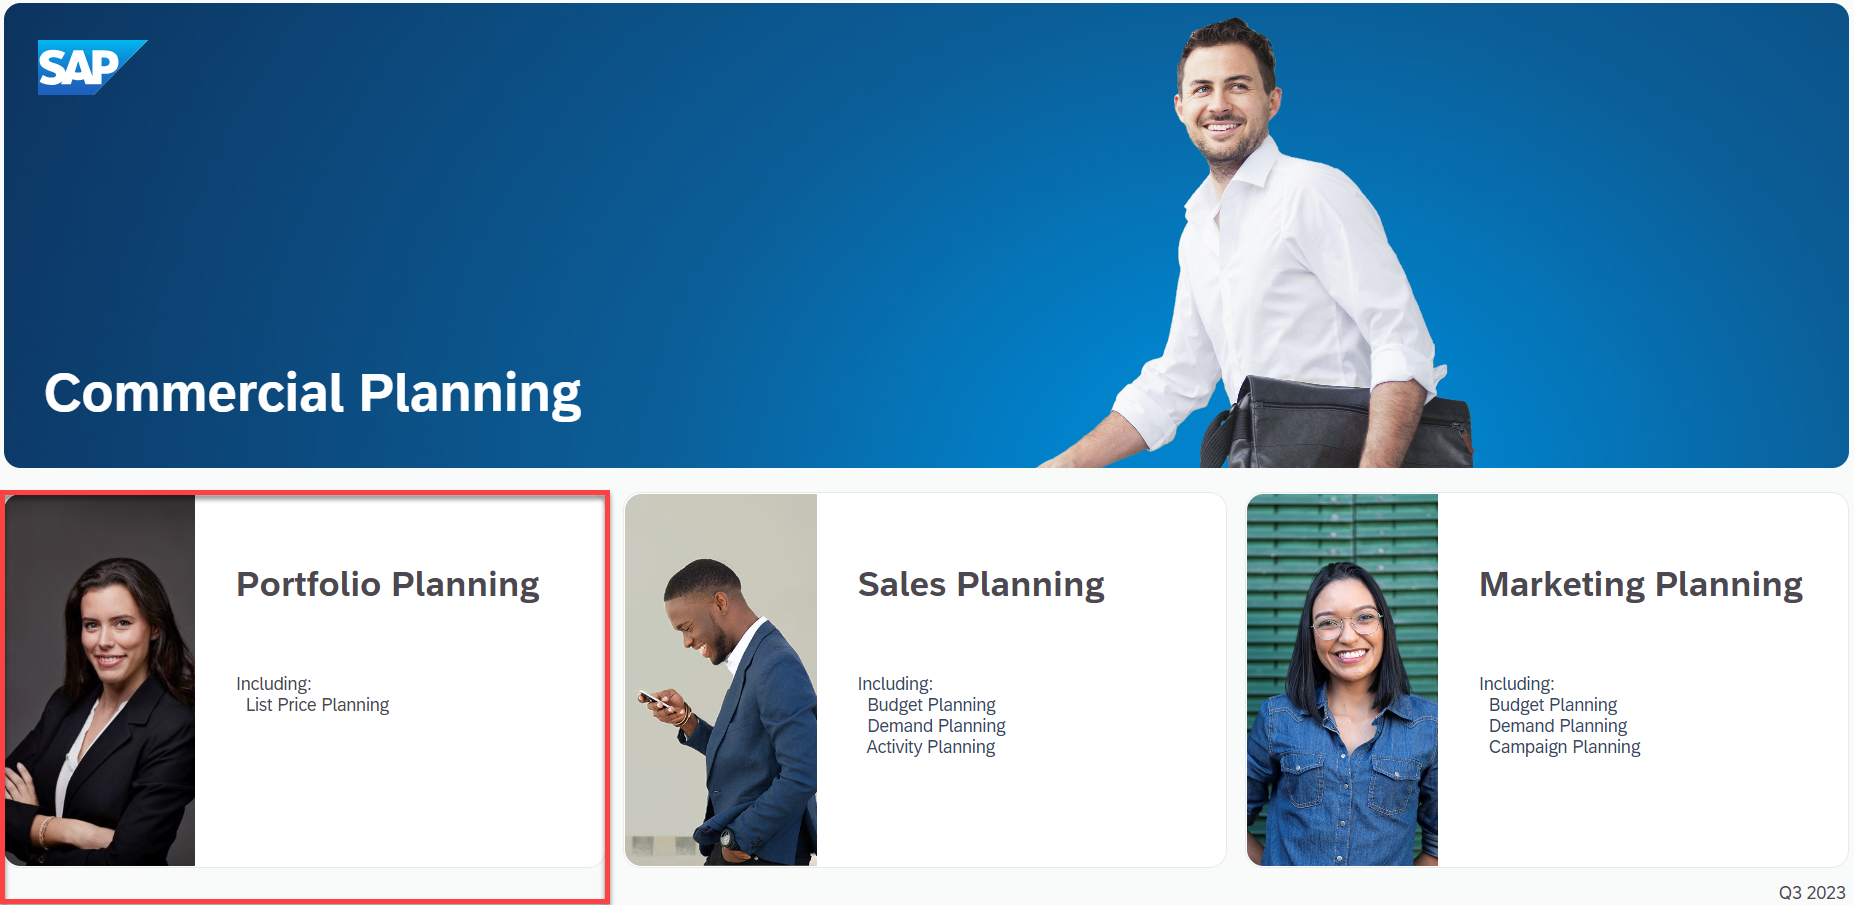 SAP
Commercial Planning
Portfolio Planning
Including:
List Price Planning
Sales Planning
Including:
Budget Planning
Demand Planning
Activity Planning
Marketing Planning
Including:
Budget Planning
Demand Planning
Campaign Planning
Q3 2023